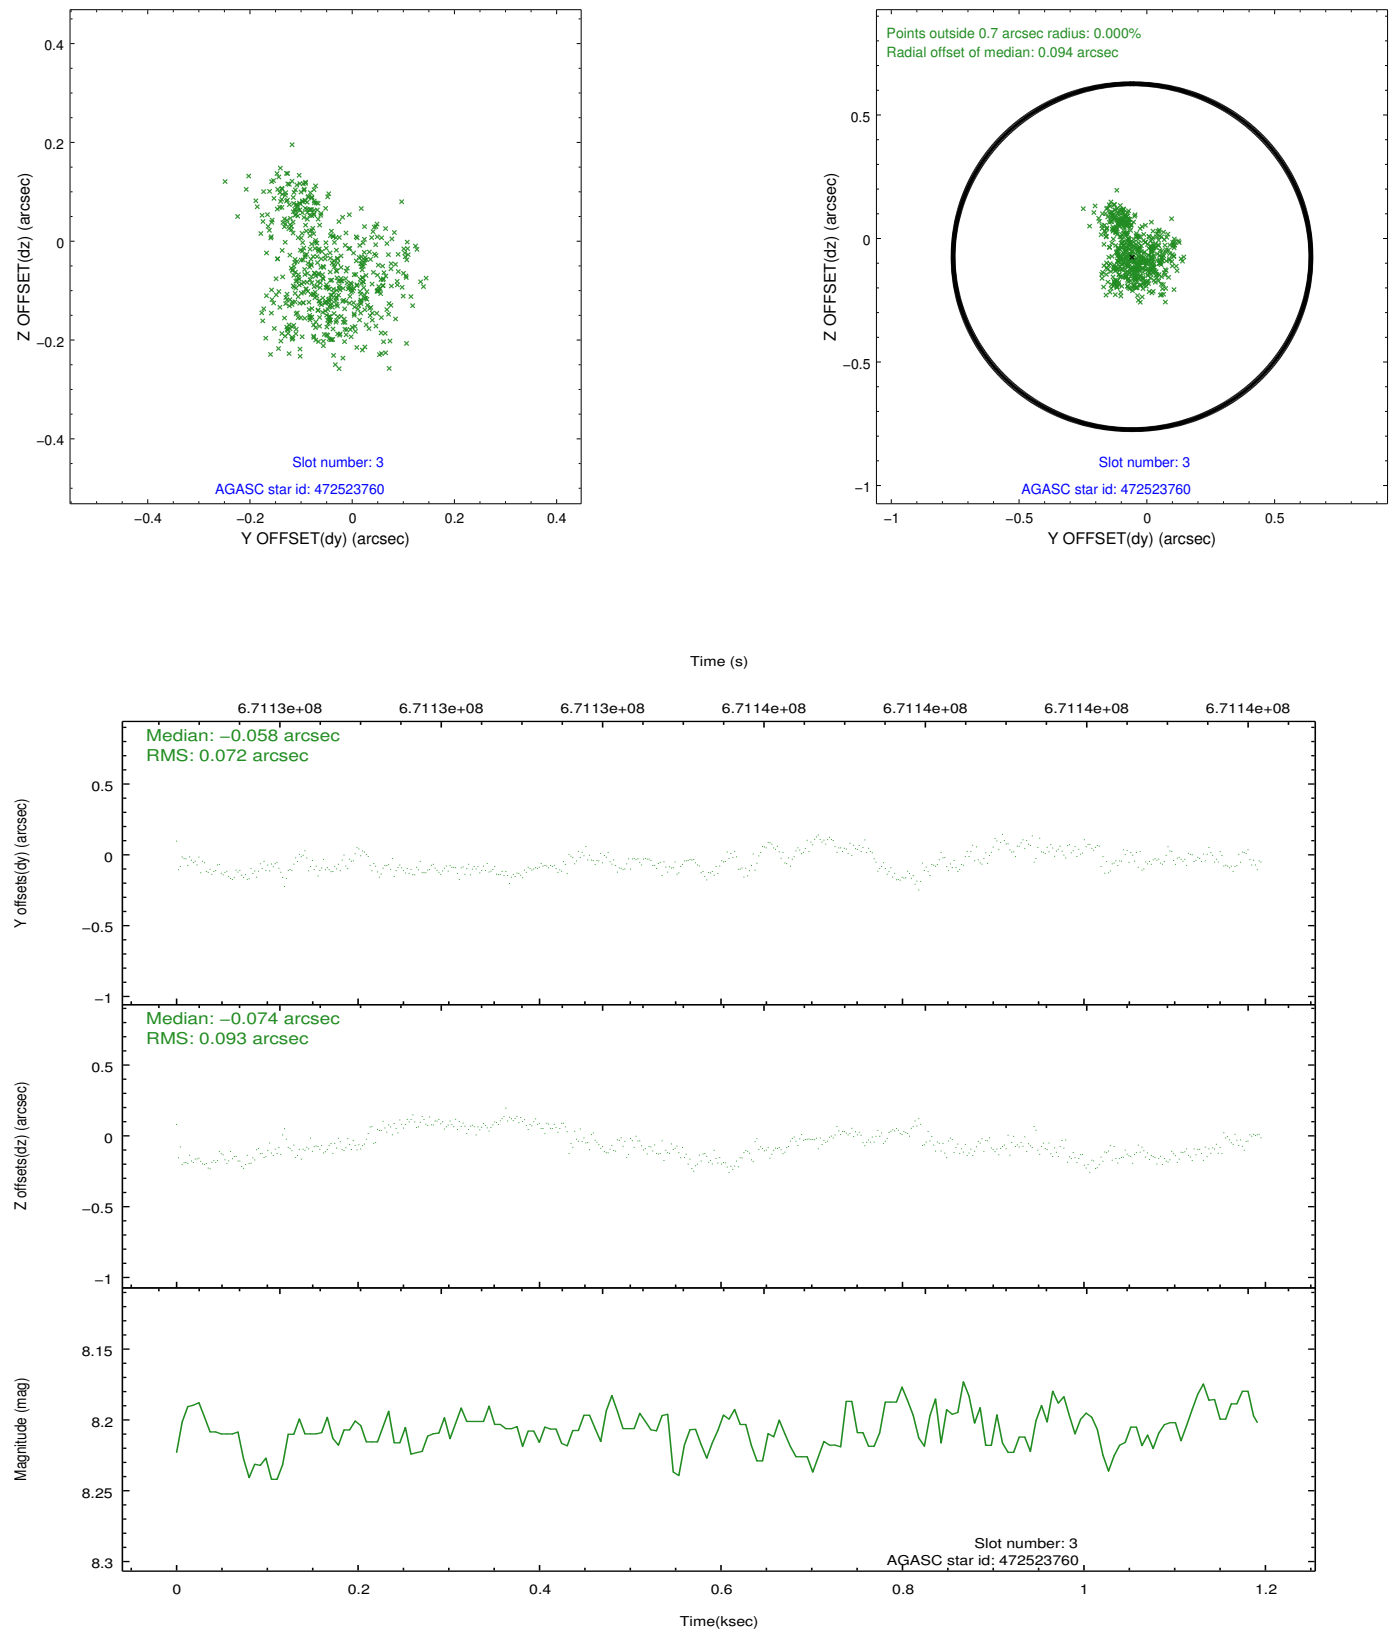 0.4
0.2
0
−0.2
−0.4
Z OFFSET(dz) (arcsec)
−0.4
−0.2
0
0.2
0.4
Y OFFSET(dy) (arcsec)
Slot number: 3
AGASC star id: 472523760
Points outside 0.7 arcsec radius: 0.000%
Radial offset of median: 0.094 arcsec
0.5
0
−0.5
−1
Z OFFSET(dz) (arcsec)
−1
−0.5
0
0.5
Y OFFSET(dy) (arcsec)
Slot number: 3
AGASC star id: 472523760
Time (s)
6.7113e+08
6.7113e+08
6.7113e+08
6.7114e+08
6.7114e+08
6.7114e+08
6.7114e+08
Median: −0.058 arcsec
RMS: 0.072 arcsec
0.5
0
−0.5
−1
Y offsets(dy) (arcsec)
Median: −0.074 arcsec
RMS: 0.093 arcsec
0.5
0
−0.5
−1
Z offsets(dz) (arcsec)
8.15
8.2
8.25
8.3
Magnitude (mag)
Slot number: 3
AGASC star id: 472523760
0
0.2
0.4
0.6
0.8
1
1.2
Time(ksec)